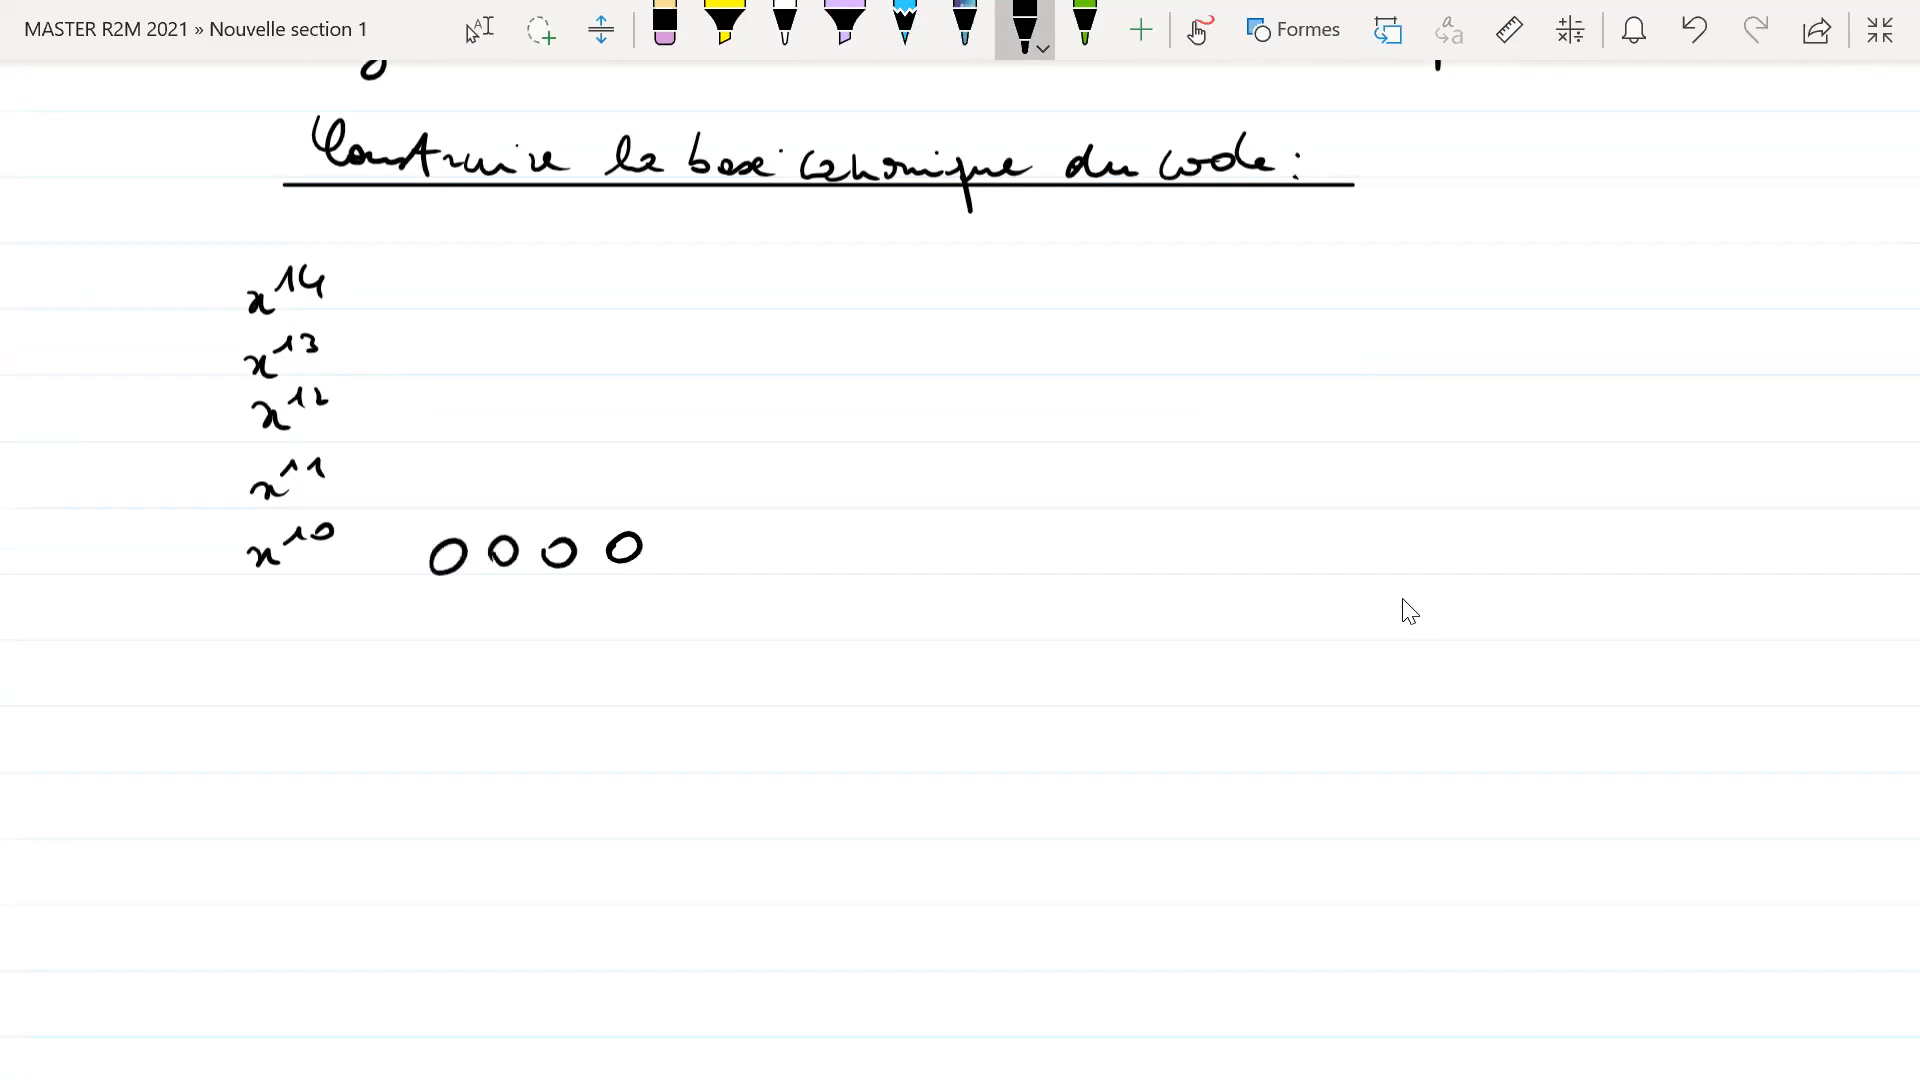 MASTER R2M 2021 » Nouvelle section 1
Formes
Construire la base canonique du code :
x^14
x^13
x^12
x^11
x^10 0 0 0 0